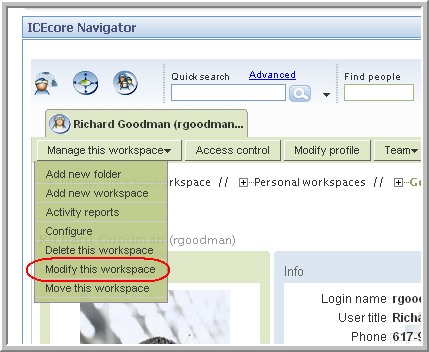 ICEcore Navigator
Quick search Advanced Find people
Richard Goodman (rgoodman...
Manage this workspace Access control Modify profile Team
kspace // Personal workspaces //
Add new folder
Add new workspace
Activity reports
Configure
(rgoodman)
Delete this workspace
Modify this workspace Info
Move this workspace
Login name rgoo
User title Richa
Phone 617-9